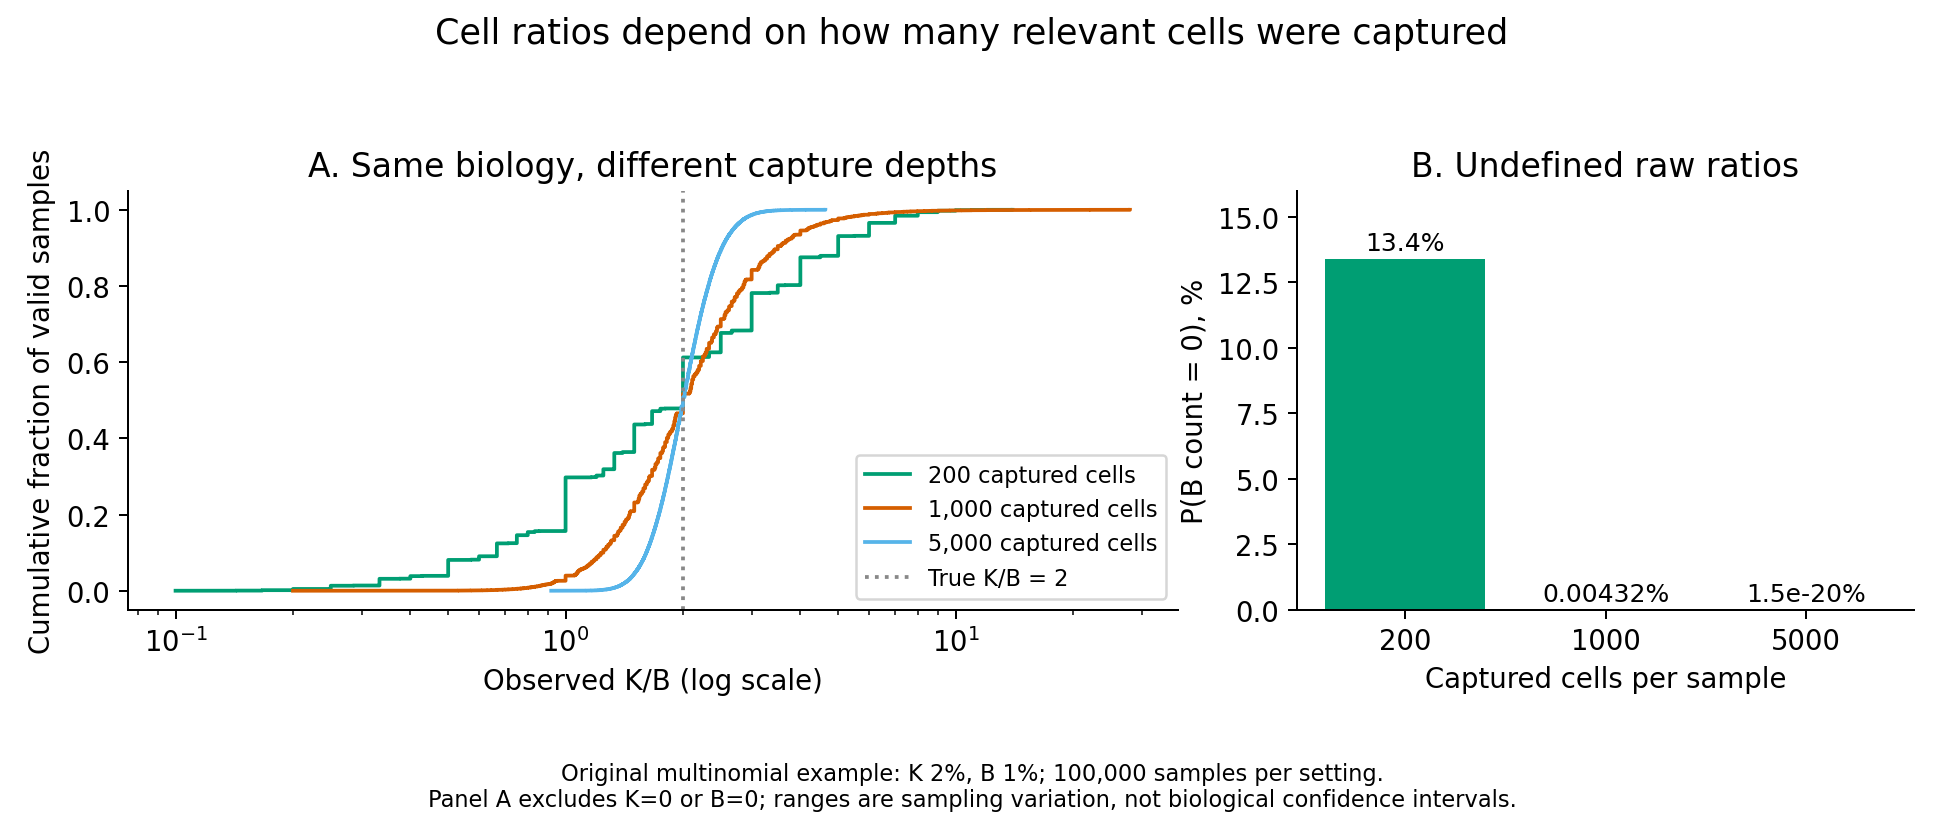 Cell ratios depend on how many relevant cells were captured
A. Same biology, different capture depths
Cumulative fraction of valid samples
1.0
0.8
0.6
0.4
0.2
0.0
10⁻¹
10⁰
10¹
Observed K/B (log scale)
200 captured cells
1,000 captured cells
5,000 captured cells
True K/B = 2
B. Undefined raw ratios
P(B count = 0), %
15.0
12.5
10.0
7.5
5.0
2.5
0.0
13.4%
0.00432%
1.5e-20%
200
1000
5000
Captured cells per sample
Original multinomial example: K 2%, B 1%; 100,000 samples per setting.
Panel A excludes K=0 or B=0; ranges are sampling variation, not biological confidence intervals.